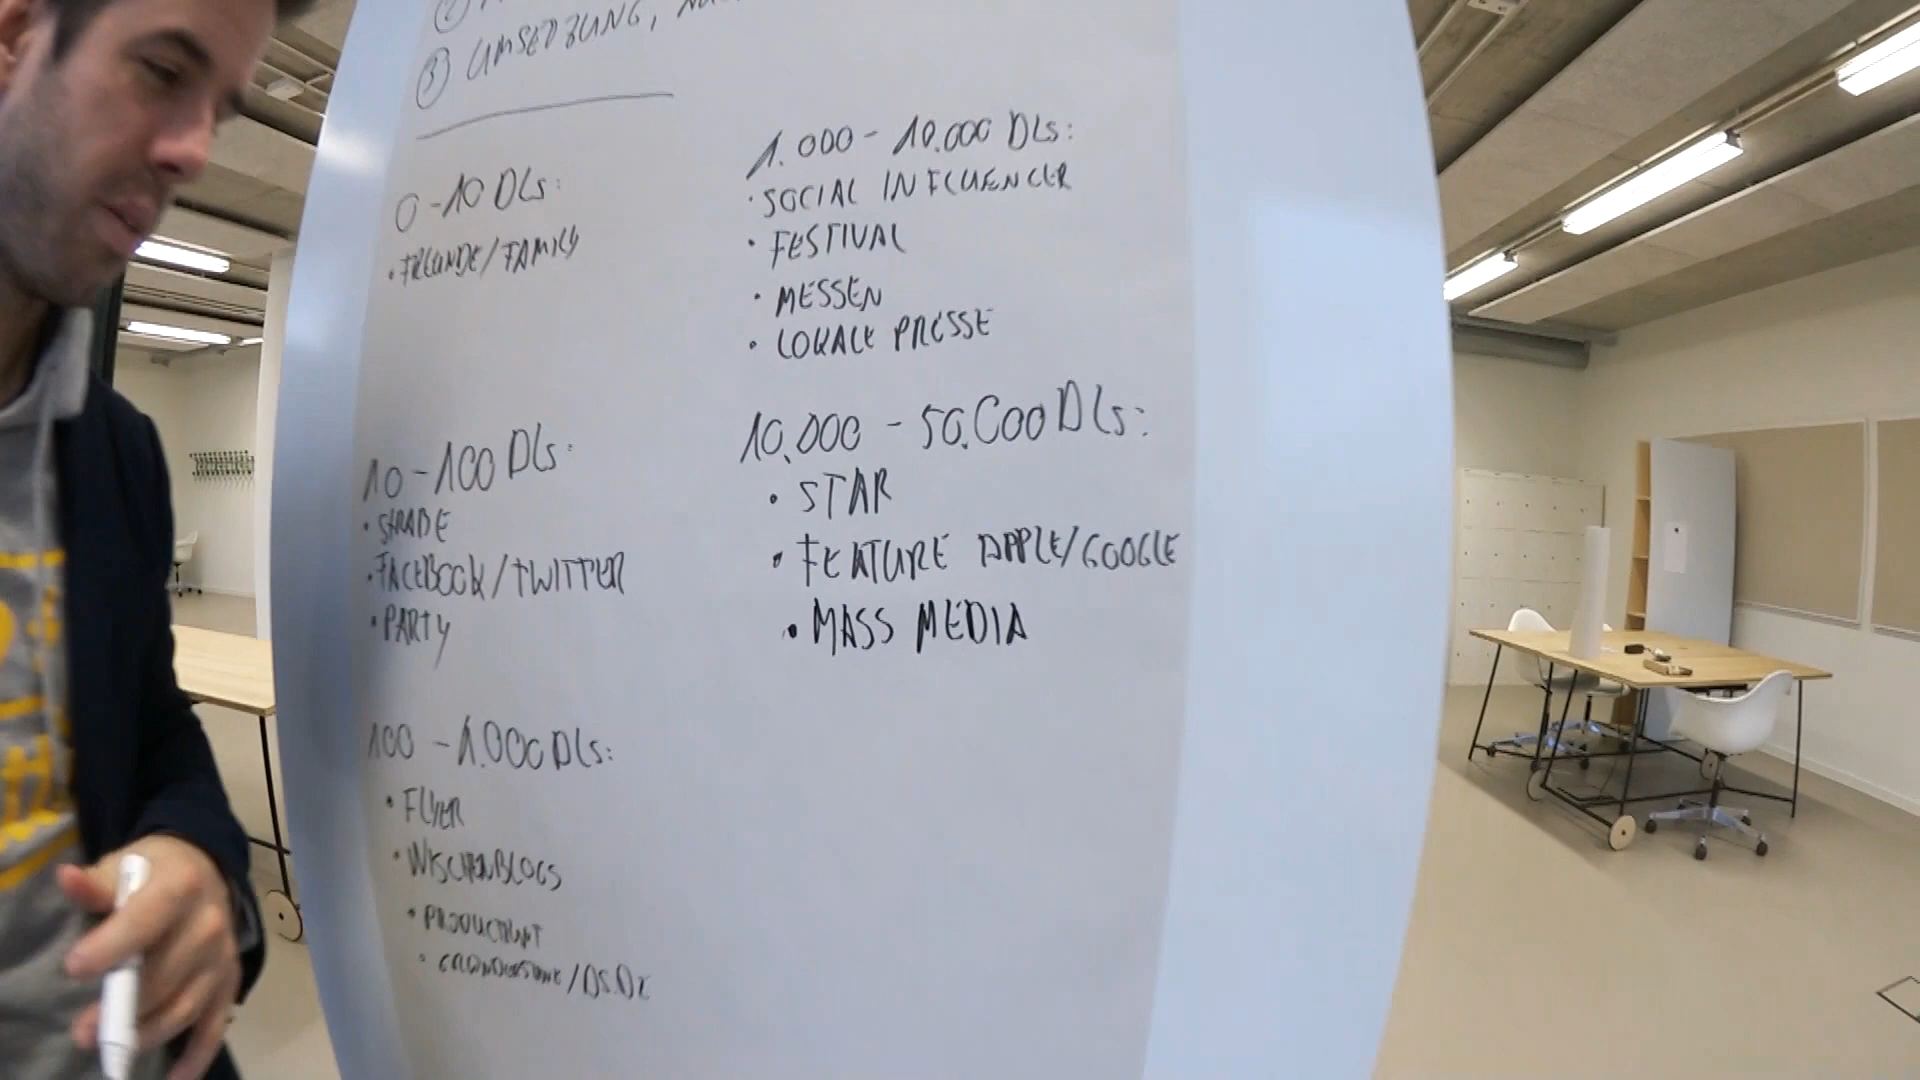 ③ UMSETZUNG,
0-10 DLs:
• FREUNDE/FAMILY
10-100 DLs:
• STRAßE
• FACEBOOK/TWITTER
• PARTY
100-1.000 DLs:
• FLYER
• NISCHENBLOGS
• PRODUCTHUNT
1.000-10.000 DLs:
• SOCIAL INFLUENCER
• FESTIVAL
• MESSEN
• LOKALE PRESSE
10.000-50.000 DLs:
• STAR
• FEATURE APPLE/GOOGLE
• MASS MEDIA